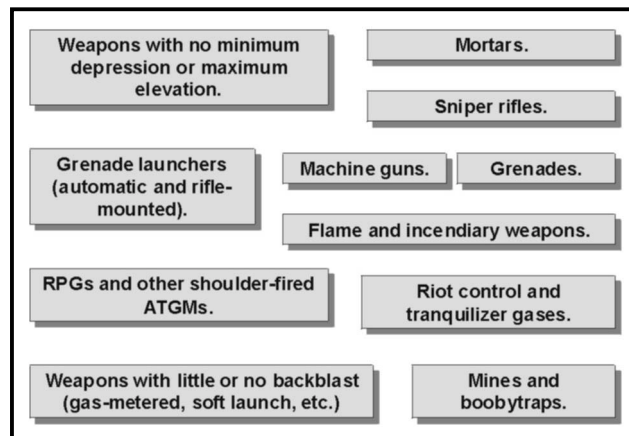 Weapons with no minimum
depression or maximum
elevation.
Mortars.
Sniper rifles.
Grenade launchers
(automatic and rifle-
mounted).
Machine guns.
Grenades.
Flame and incendiary weapons.
RPGs and other shoulder-fired
ATGMs.
Riot control and
tranquilizer gases.
Weapons with little or no backblast
(gas-metered, soft launch, etc.)
Mines and
boobytraps.